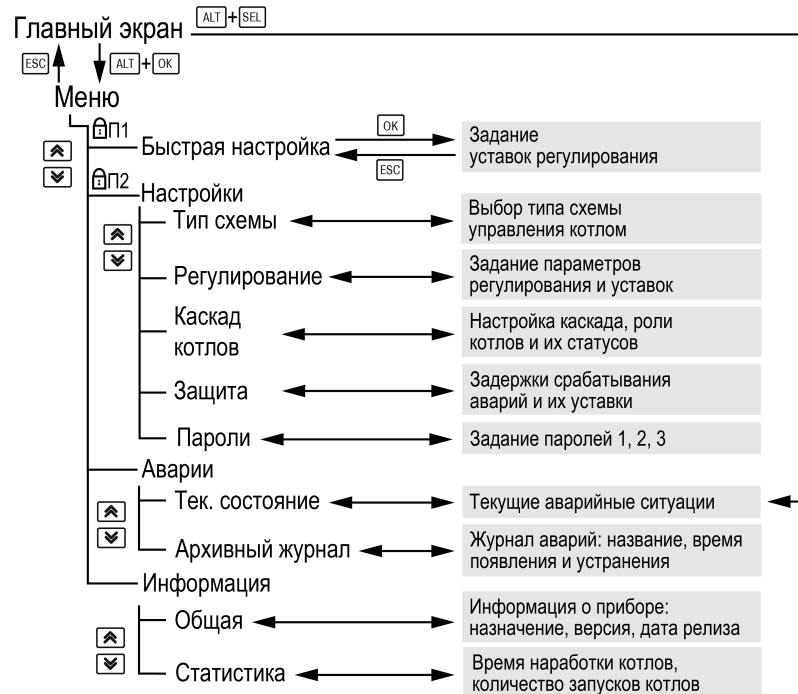 Главный экран ALT + SEL
ESC ALT + OK
Меню
П1
Быстрая настройка OK ESC
Задание
уставок регулирования
П2
Настройки
Тип схемы
Выбор типа схемы
управления котлом
Регулирование
Задание параметров
регулирования и уставок
Каскад
котлов
Настройка каскада, роли
котлов и их статусов
Защита
Задержки срабатывания
аварий и их уставки
Пароли
Задание паролей 1, 2, 3
Аварии
Тек. состояние
Текущие аварийные ситуации
Архивный журнал
Журнал аварий: название, время
появления и устранения
Информация
Общая
Информация о приборе:
назначение, версия, дата релиза
Статистика
Время наработки котлов,
количество запусков котлов